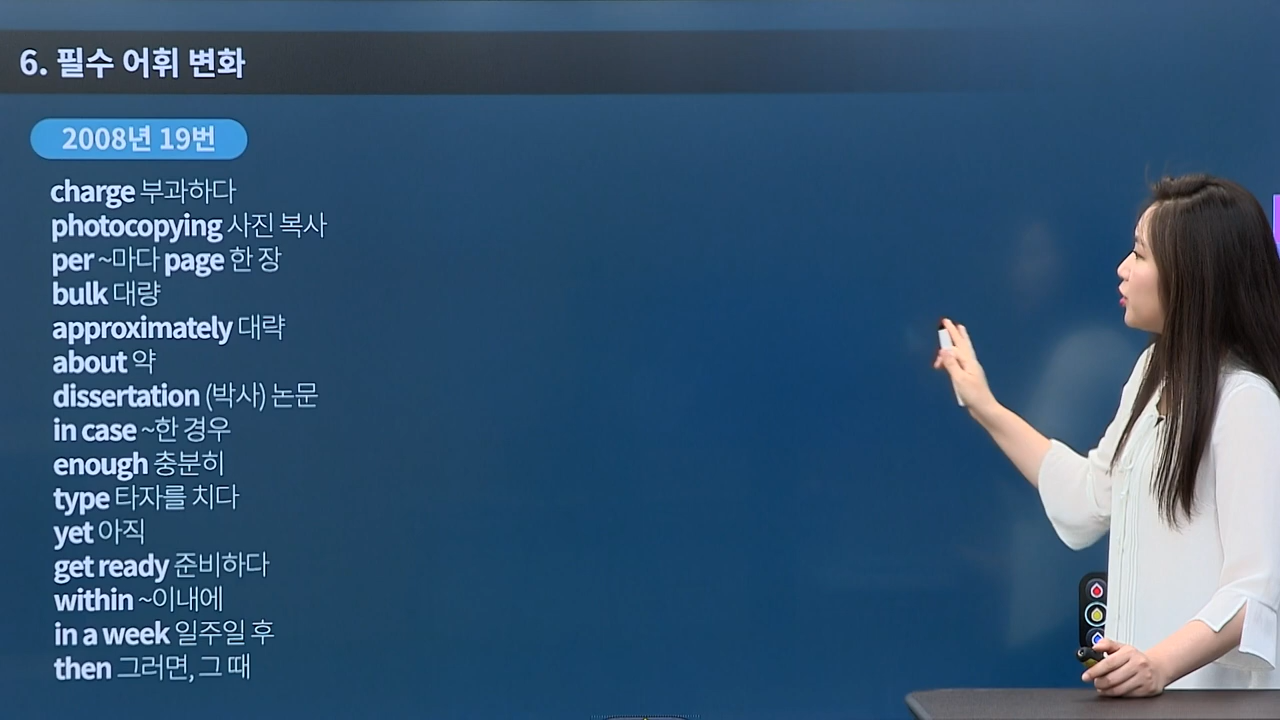 6. 필수 어휘 변화
2008년 19번
charge 부과하다
photocopying 사진 복사
per ~마다 page 한 장
bulk 대량
approximately 대략
about 약
dissertation (박사) 논문
in case ~한 경우
enough 충분히
type 타자를 치다
yet 아직
get ready 준비하다
within ~이내에
in a week 일주일 후
then 그러면, 그 때